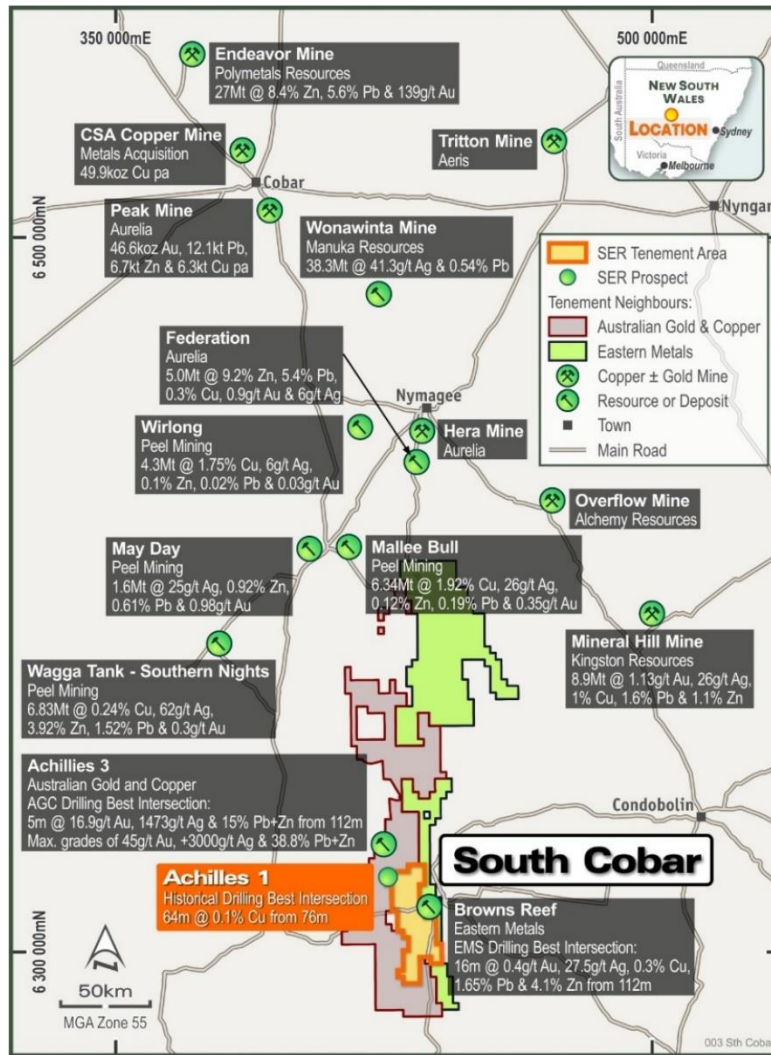 350 000mE
500 000mE
Endeavor Mine
Polymetals Resources
27Mt @ 8.4% Zn, 5.6% Pb & 139g/t Au
Queensland
NEW SOUTH
WALES
LOCATION
South Australia
Sydney
Victoria
Melbourne
CSA Copper Mine
Metals Acquisition
49.9koz Cu pa
Tritton Mine
Aeris
Cobar
Nyngan
Peak Mine
Aurelia
46.6koz Au, 12.1kt Pb,
6.7kt Zn & 6.3kt Cu pa
Wonawinta Mine
Manuka Resources
38.3Mt @ 41.3g/t Ag & 0.54% Pb
6 500 000mN
SER Tenement Area
SER Prospect
Tenement Neighbours:
Australian Gold & Copper
Eastern Metals
Copper ± Gold Mine
Resource or Deposit
Town
Main Road
Federation
Aurelia
5.0Mt @ 9.2% Zn, 5.4% Pb,
0.3% Cu, 0.9g/t Au & 6g/t Ag
Nymagee
Wirlong
Peel Mining
4.3Mt @ 1.75% Cu, 6g/t Ag,
0.1% Zn, 0.02% Pb & 0.03g/t Au
Hera Mine
Aurelia
Overflow Mine
Alchemy Resources
May Day
Peel Mining
1.6Mt @ 25g/t Ag, 0.92% Zn,
0.61% Pb & 0.98g/t Au
Mallee Bull
Peel Mining
6.34Mt @ 1.92% Cu, 26g/t Ag,
0.12% Zn, 0.19% Pb & 0.35g/t Au
Mineral Hill Mine
Kingston Resources
8.9Mt @ 1.13g/t Au, 26g/t Ag,
1% Cu, 1.6% Pb & 1.1% Zn
Wagga Tank - Southern Nights
Peel Mining
6.83Mt @ 0.24% Cu, 62g/t Ag,
3.92% Zn, 1.52% Pb & 0.3g/t Au
Achilles 3
Australian Gold and Copper
AGC Drilling Best Intersection:
5m @ 16.9g/t Au, 1473g/t Ag & 15% Pb+Zn from 112m
Max. grades of 45g/t Au, +3000g/t Ag & 38.8% Pb+Zn
Condobolin
South Cobar
Achilles 1
Historical Drilling Best Intersection
64m @ 0.1% Cu from 76m
Browns Reef
Eastern Metals
EMS Drilling Best Intersection:
16m @ 0.4g/t Au, 27.5g/t Ag, 0.3% Cu,
1.65% Pb & 4.1% Zn from 112m
6 300 000mN
50km
MGA Zone 55
003 Sth Cobar